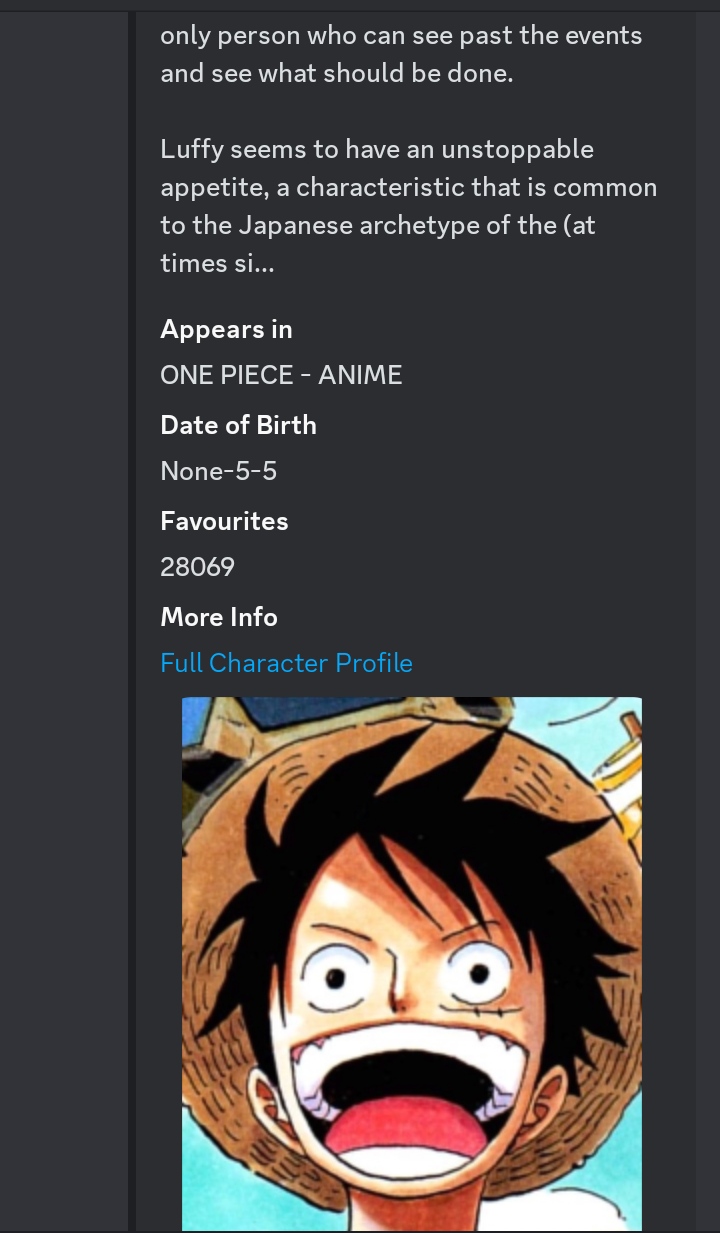 only person who can see past the events
and see what should be done.
Luffy seems to have an unstoppable
appetite, a characteristic that is common
to the Japanese archetype of the (at
times si...
Appears in
ONE PIECE - ANIME
Date of Birth
None-5-5
Favourites
28069
More Info
Full Character Profile